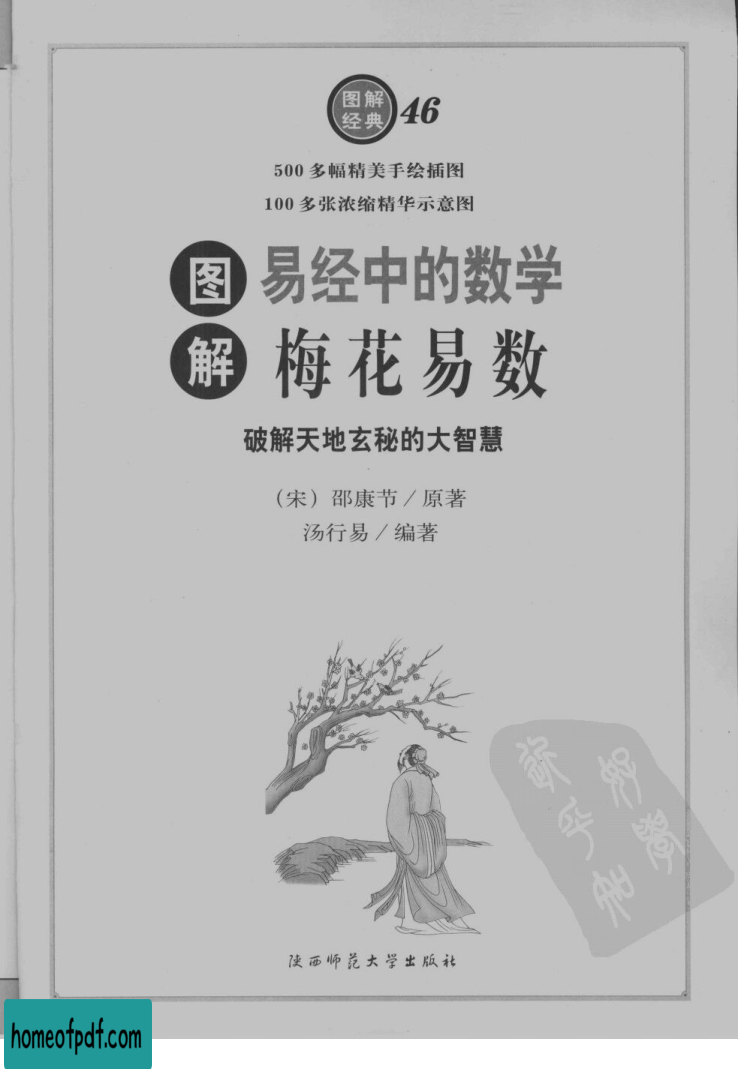 图解
经典
46
500多幅精美手绘插图
100多张浓缩精华示意图
图解
易经中的数学
梅花易数
破解天地玄秘的大智慧
（宋）邵康节/原著
汤行易/编著
好学
陕西师范大学出版社
homeofpdf.com